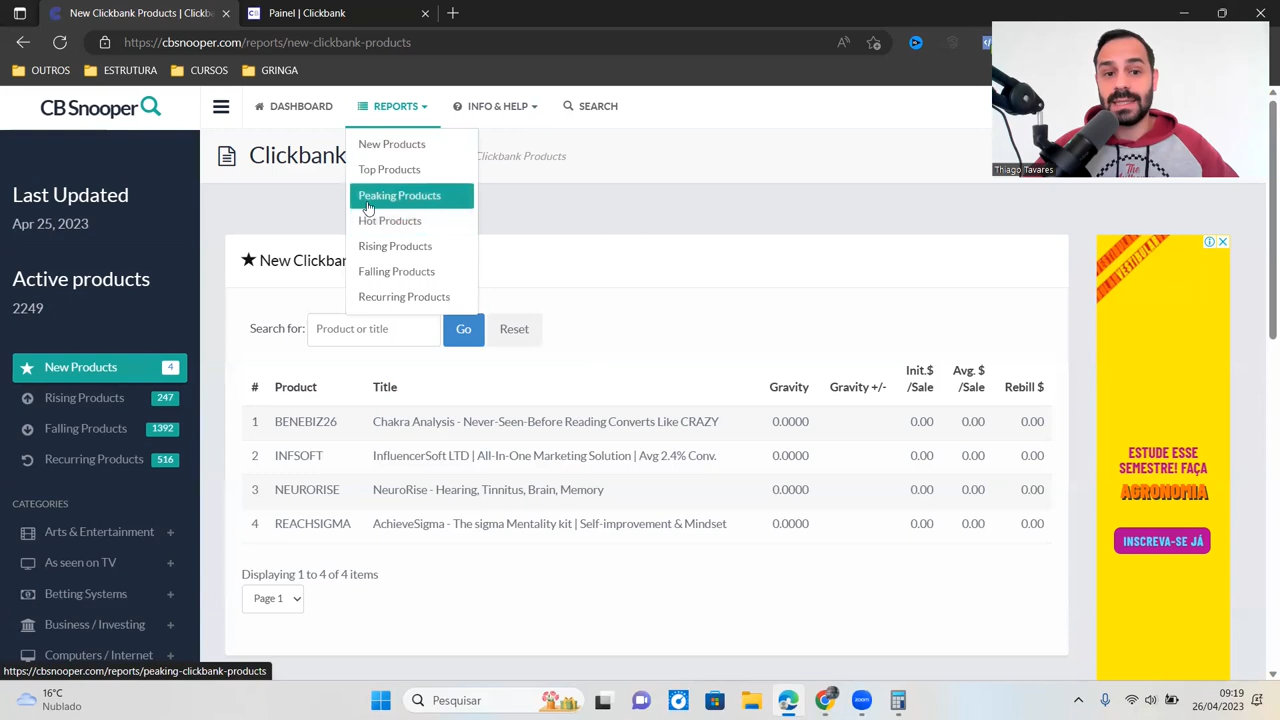 CBSnooper: New Clickb
Peaking Clickbank Prod
https://cbsnooper.com/reports/new-clickbank-products
OUTROS
ESTRUTURA
CURSOS
GRINGA
CB Snooper
DASHBOARD
REPORTS
INFO & HELP
SEARCH
Thiago Tavares
Clickbank
Clickbank Products
New Products
Top Products
Peaking Products
Hot Products
Rising Products
Falling Products
Recurring Products
Last Updated
Apr 25, 2023
Active products
2249
New Products 4
Rising Products 247
Falling Products 1392
Recurring Products 516
CATEGORIES
Arts & Entertainment +
As seen on TV +
Betting Systems +
Business / Investing +
Computers / Internet +
New Clickban
Search for: Product or title Go Reset
# Product Title Gravity Gravity +/- Init.$ /Sale Avg. $ /Sale Rebill $
1 BENEBIZ26 Chakra Analysis - Never-Seen-Before Reading Converts Like CRAZY 0.0000 0.00 0.00 0.00
2 INFSOFT InfluencerSoft LTD | All-In-One Marketing Solution | Avg 2.4% Conv. 0.0000 0.00 0.00 0.00
3 NEURORISE NeuroRise - Hearing, Tinnitus, Brain, Memory 0.0000 0.00 0.00 0.00
4 REACHSIGMA AchieveSigma - The sigma Mentality kit | Self-improvement & Mindset 0.0000 0.00 0.00 0.00
Displaying 1 to 4 of 4 items
Page 1
ESTUDE ESSE
SEMESTRE! FAÇA
AGRONOMIA
INSCREVA-SE JÁ
https://cbsnooper.com/reports/peaking-clickbank-products
16°C
Nublado
Pesquisar
zoom
09:19
26/04/2023